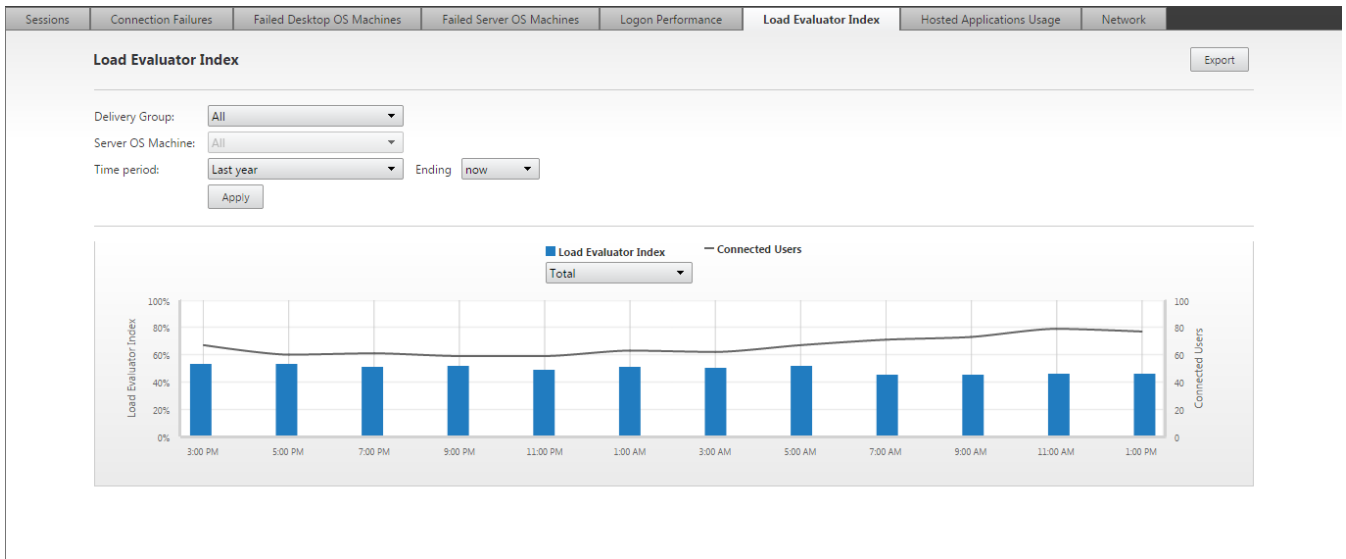 Sessions
Connection Failures
Failed Desktop OS Machines
Failed Server OS Machines
Logon Performance
Load Evaluator Index
Hosted Applications Usage
Network
Load Evaluator Index
Export
Delivery Group: All
Server OS Machine: All
Time period: Last year Ending now
Apply
Load Evaluator Index
Connected Users
Total
Load Evaluator Index
100%
80%
60%
40%
20%
0%
100
80
60
40
20
0
Connected Users
3:00 PM
5:00 PM
7:00 PM
9:00 PM
11:00 PM
1:00 AM
3:00 AM
5:00 AM
7:00 AM
9:00 AM
11:00 AM
1:00 PM